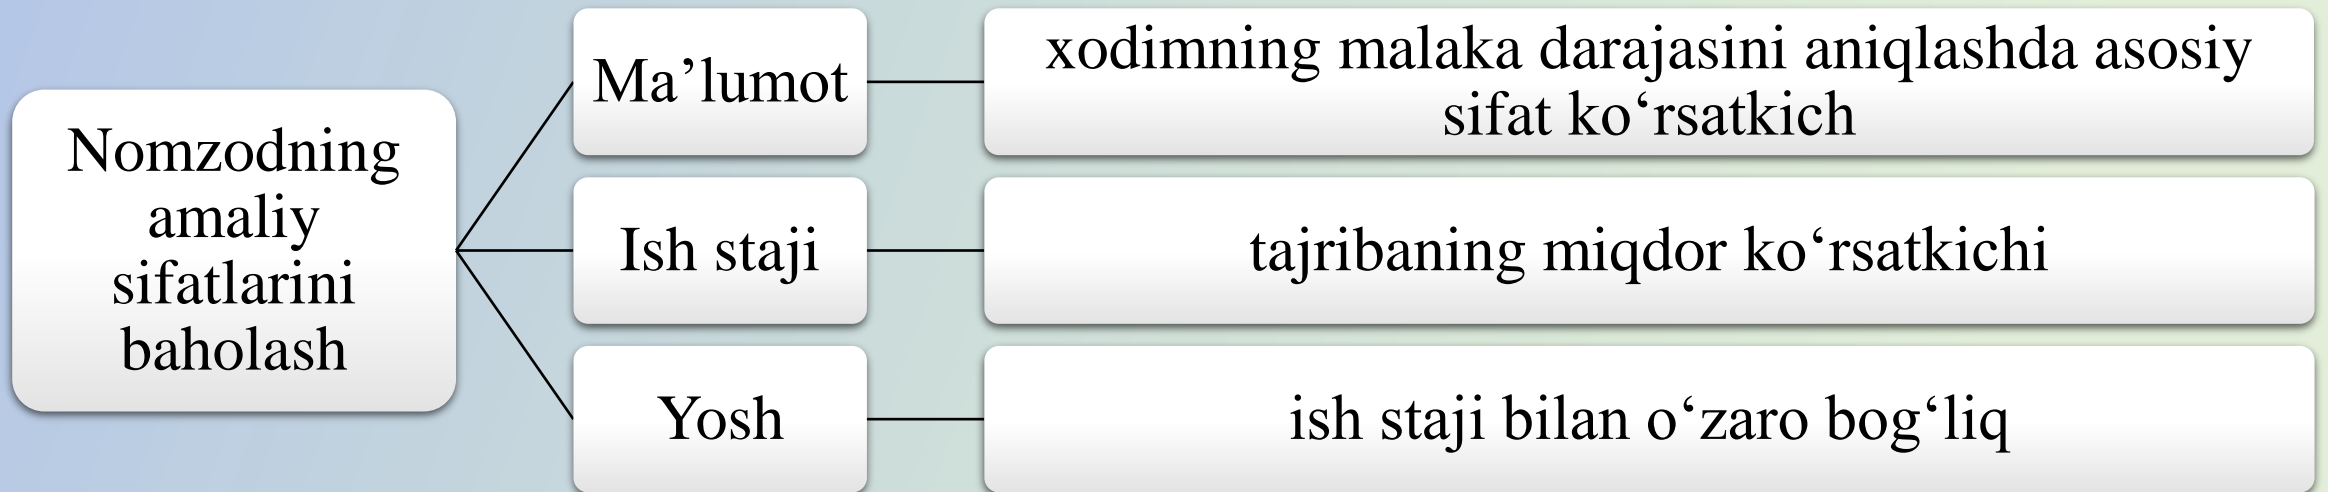 Nomzodning
amaliy
sifatlarini
baholash
Ma’lumot
xodimning malaka darajasini aniqlashda asosiy
sifat ko‘rsatkich
Ish staji
tajribaning miqdor ko‘rsatkichi
Yosh
ish staji bilan o‘zaro bog‘liq